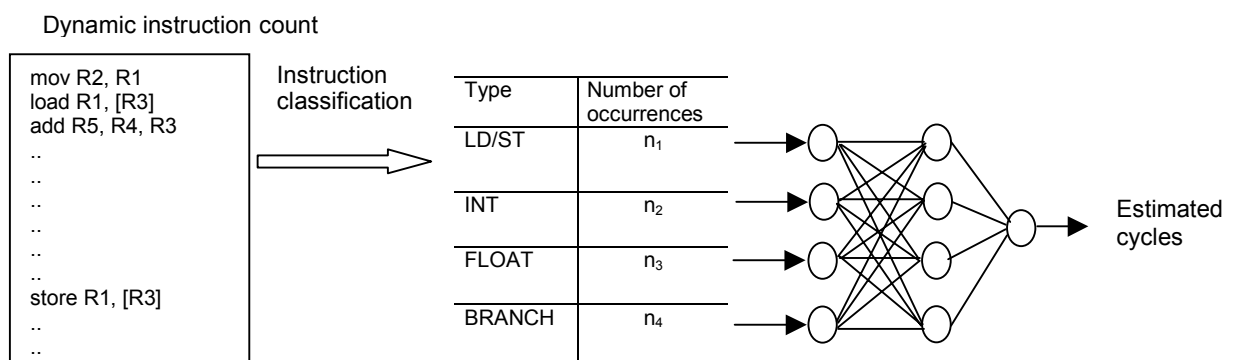 Dynamic instruction count
mov R2, R1
load R1, [R3]
add R5, R4, R3
..
..
..
..
..
..
store R1, [R3]
..
..
Instruction
classification
Type Number of
occurrences
LD/ST n₁
INT n₂
FLOAT n₃
BRANCH n₄
Estimated
cycles